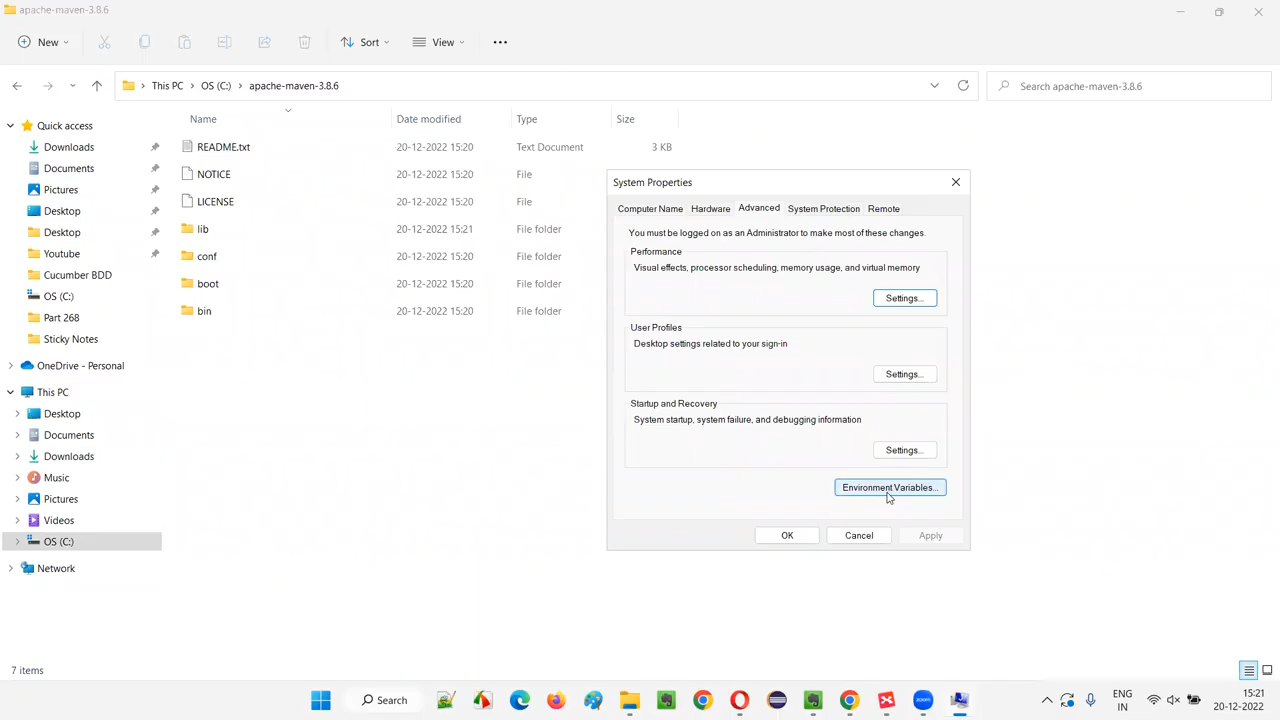 apache-maven-3.8.6
New
Sort
View
This PC
OS (C:)
apache-maven-3.8.6
Search apache-maven-3.8.6
Name
Date modified
Type
Size
Quick access
Downloads
Documents
Pictures
Desktop
Desktop
Youtube
Cucumber BDD
OS (C:)
Part 268
Sticky Notes
OneDrive - Personal
This PC
Desktop
Documents
Downloads
Music
Pictures
Videos
OS (C:)
Network
README.txt 20-12-2022 15:20 Text Document 3 KB
NOTICE 20-12-2022 15:20 File
LICENSE 20-12-2022 15:20 File
lib 20-12-2022 15:21 File folder
conf 20-12-2022 15:20 File folder
boot 20-12-2022 15:20 File folder
bin 20-12-2022 15:20 File folder
System Properties
Computer Name Hardware Advanced System Protection Remote
You must be logged on as an Administrator to make most of these changes.
Performance
Visual effects, processor scheduling, memory usage, and virtual memory
Settings...
User Profiles
Desktop settings related to your sign-in
Settings...
Startup and Recovery
System startup, system failure, and debugging information
Settings...
Environment Variables...
OK Cancel Apply
7 items
Search
zoom
ENG
IN
15:21
20-12-2022